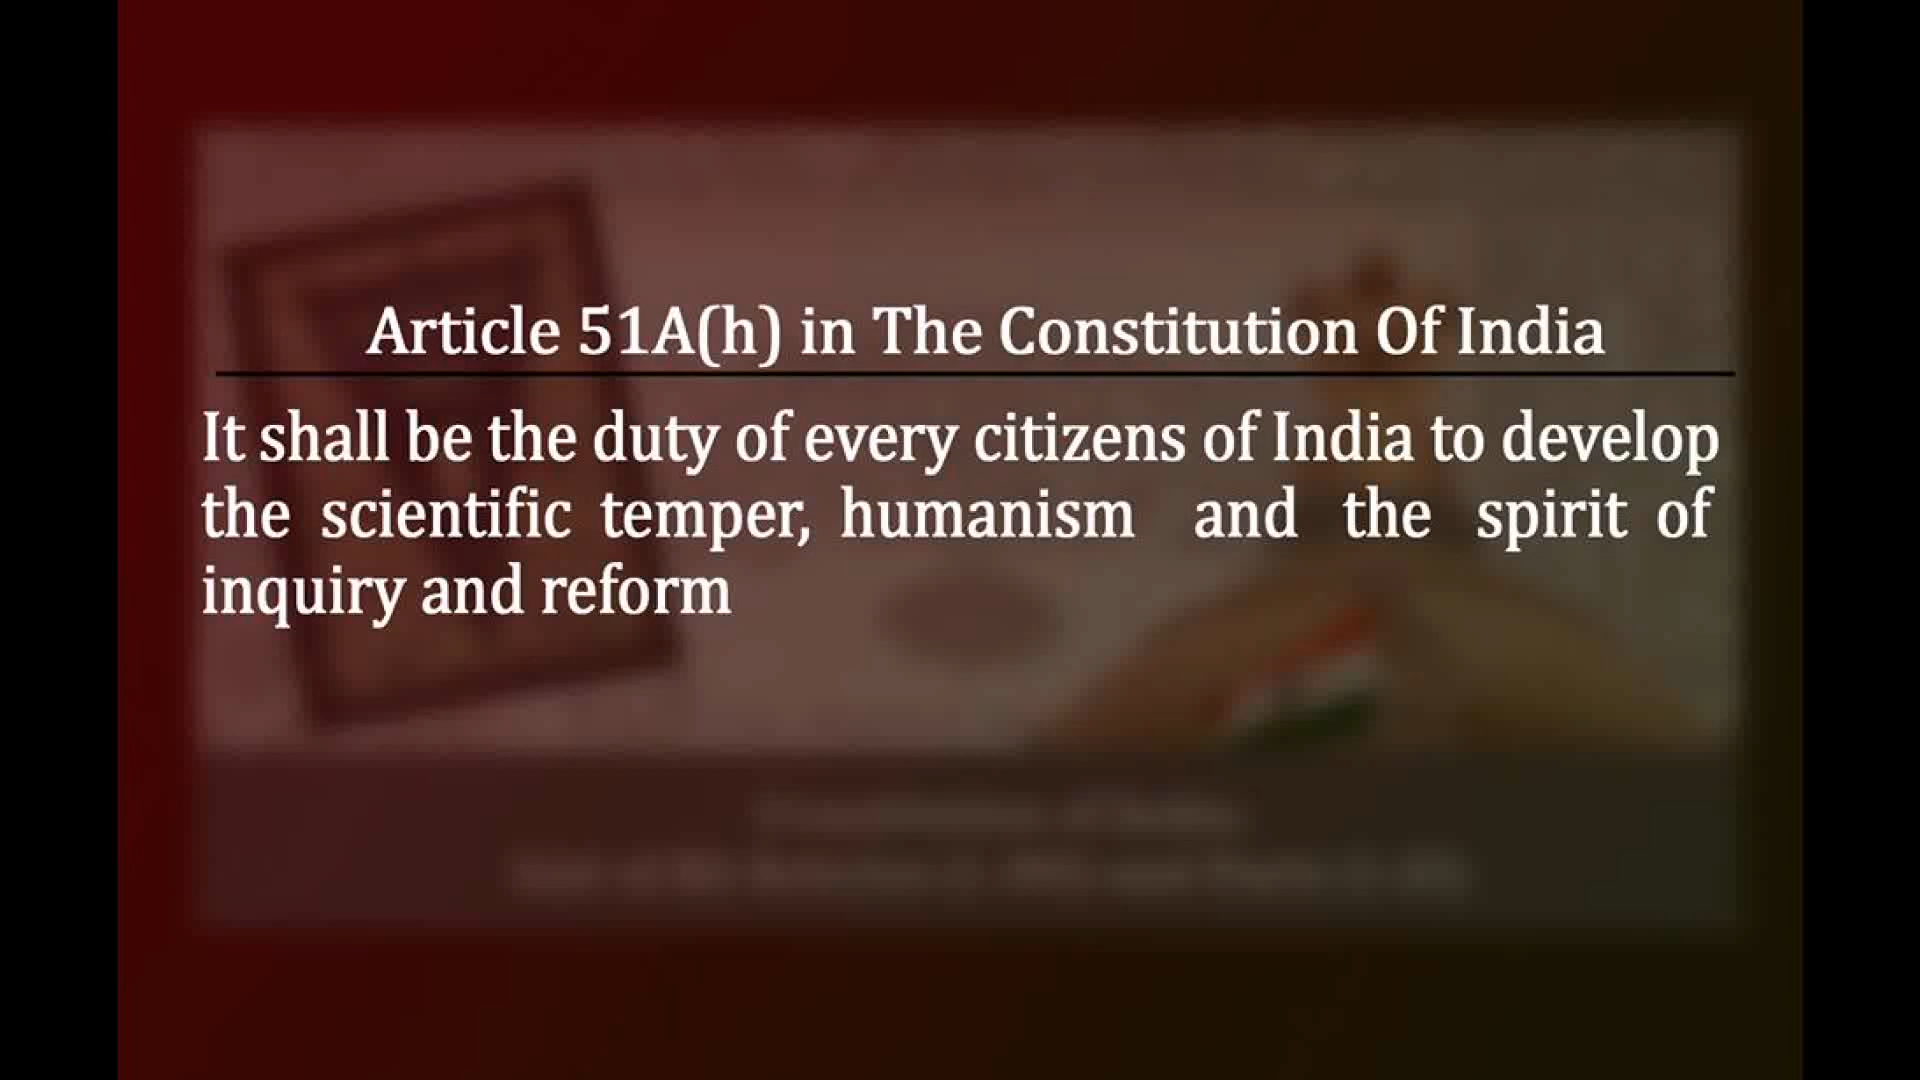 Article 51A(h) in The Constitution Of India
It shall be the duty of every citizens of India to develop
the scientific temper, humanism and the spirit of
inquiry and reform